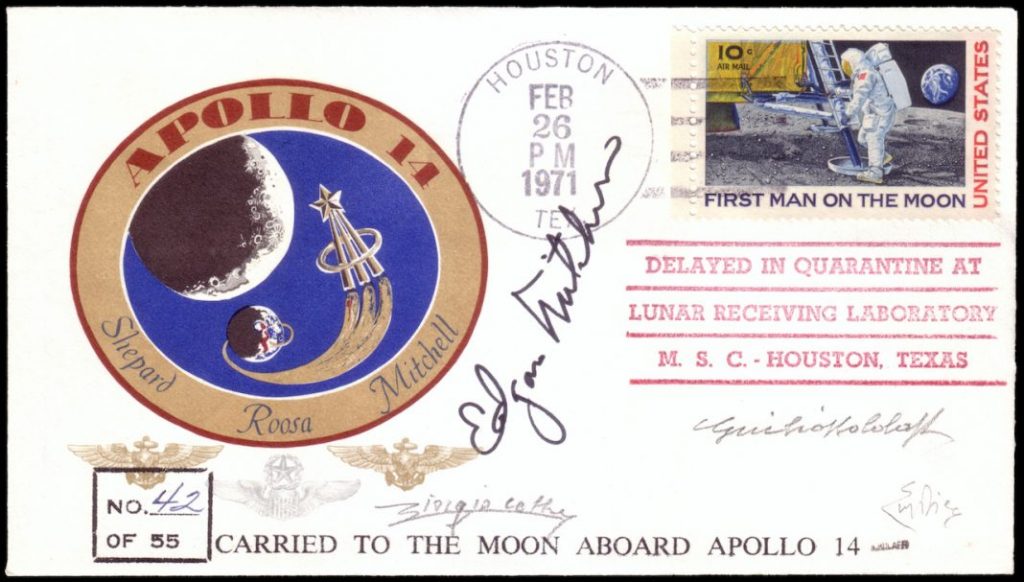 APOLLO 14
Shepard
Roosa
Mitchell
HOUSTON
FEB
26
PM
1971
TEX
10c
AIR MAIL
FIRST MAN ON THE MOON
UNITED STATES
Edgar Mitchell
DELAYED IN QUARANTINE AT
LUNAR RECEIVING LABORATORY
M. S. C. - HOUSTON, TEXAS
NO. 42
OF 55
CARRIED TO THE MOON ABOARD APOLLO 14